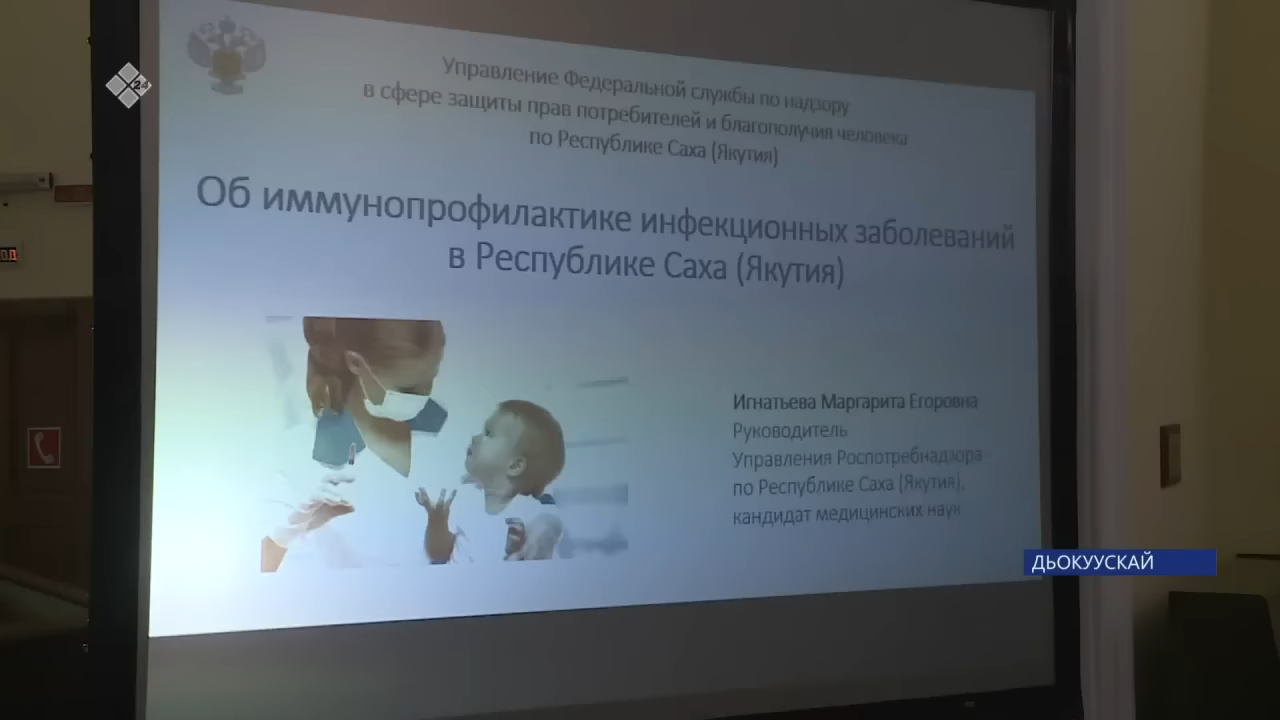 Х24
Управление Федеральной службы по надзору
в сфере защиты прав потребителей и благополучия человека
по Республике Саха (Якутия)
Об иммунопрофилактике инфекционных заболеваний
в Республике Саха (Якутия)
Игнатьева Маргарита Егоровна
Руководитель
Управления Роспотребнадзора
по Республике Саха (Якутия),
кандидат медицинских наук
ДЬОКУУСКАЙ